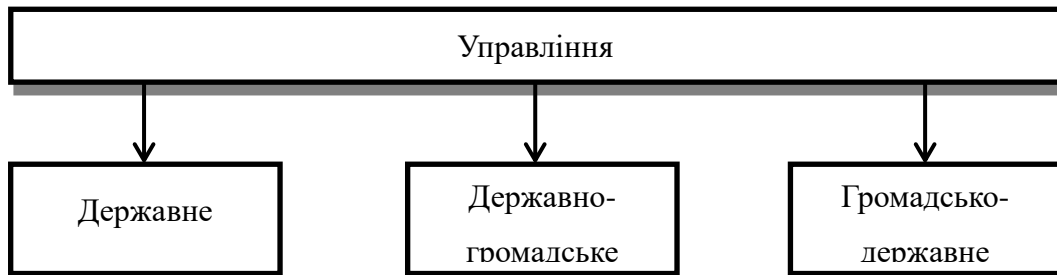 Управління
Державне
Державно-
громадське
Громадсько-
державне